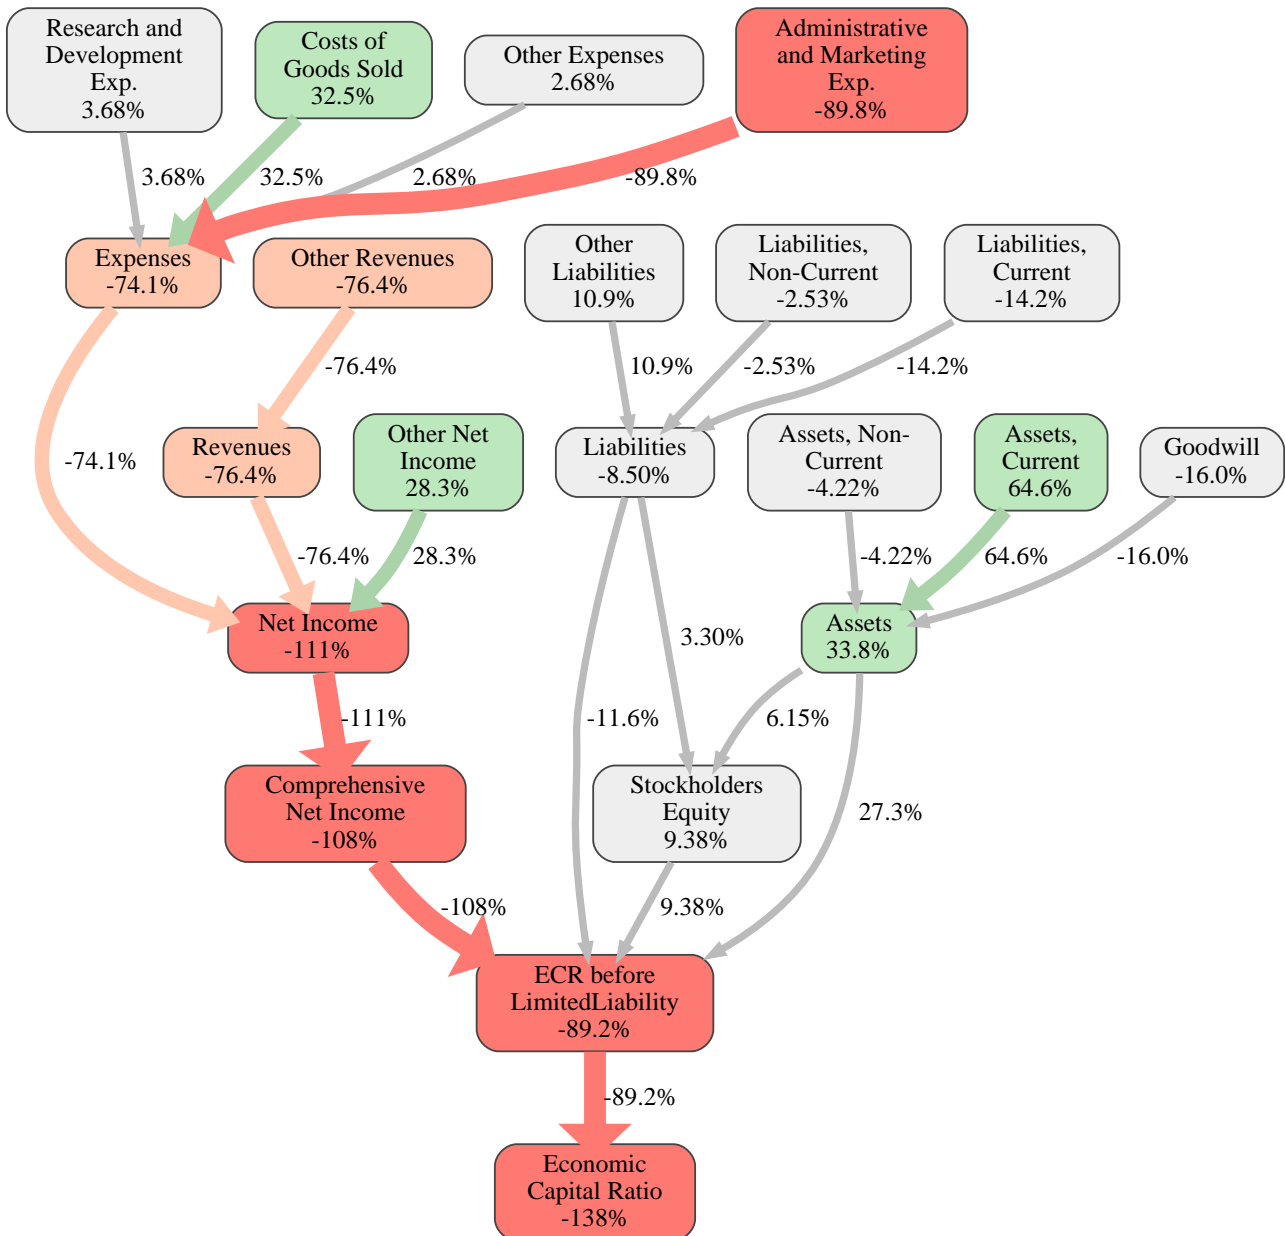 Research and
Development
Exp.
3.68%
Costs of
Goods Sold
32.5%
Other Expenses
2.68%
Administrative
and Marketing
Exp.
-89.8%
3.68%
32.5%
2.68%
-89.8%
Expenses
-74.1%
Other Revenues
-76.4%
Other
Liabilities
10.9%
Liabilities,
Non-Current
-2.53%
Liabilities,
Current
-14.2%
-76.4%
10.9%
-2.53%
-14.2%
-74.1%
Revenues
-76.4%
Other Net
Income
28.3%
Liabilities
-8.50%
Assets, Non-
Current
-4.22%
Assets,
Current
64.6%
Goodwill
-16.0%
-76.4%
28.3%
-4.22%
64.6%
-16.0%
Net Income
-111%
3.30%
Assets
33.8%
-111%
-11.6%
6.15%
Comprehensive
Net Income
-108%
Stockholders
Equity
9.38%
27.3%
-108%
9.38%
ECR before
LimitedLiability
-89.2%
-89.2%
Economic
Capital Ratio
-138%